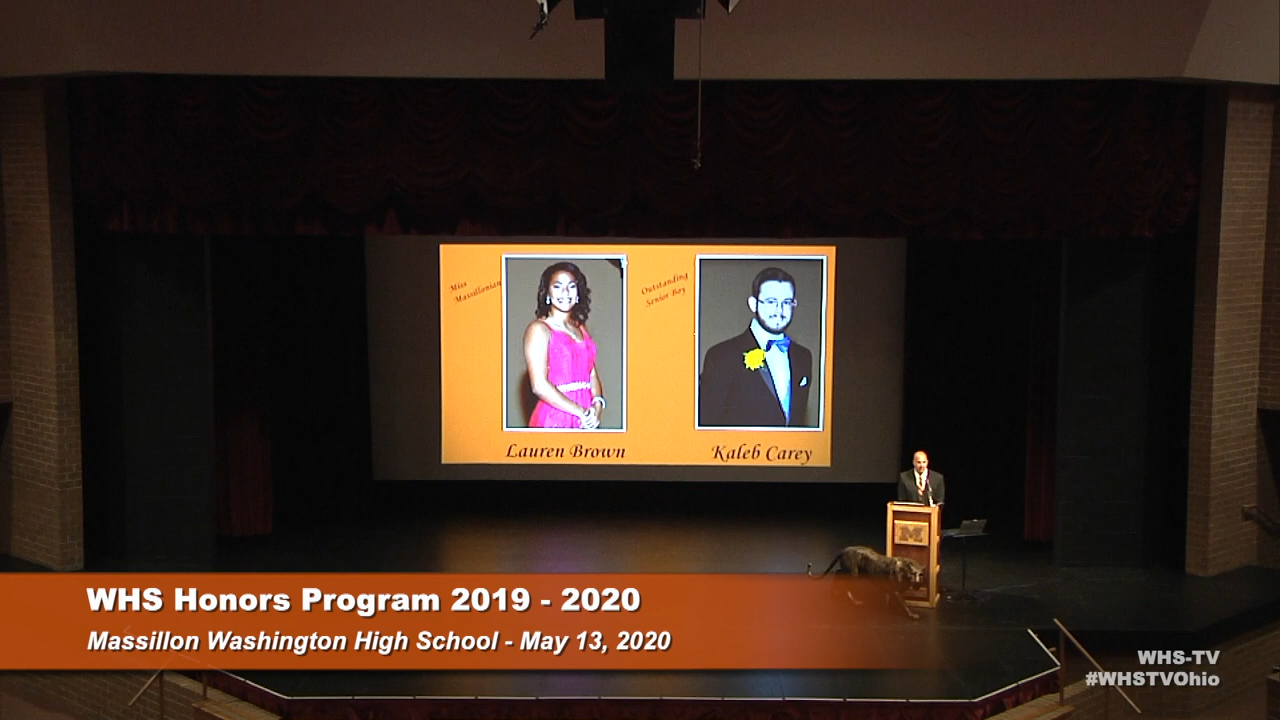 Miss
Massillonian
Outstanding
Senior Boy
Lauren Brown
Kaleb Carey
M
WHS Honors Program 2019 - 2020
Massillon Washington High School - May 13, 2020
WHS-TV
#WHSTVOhio